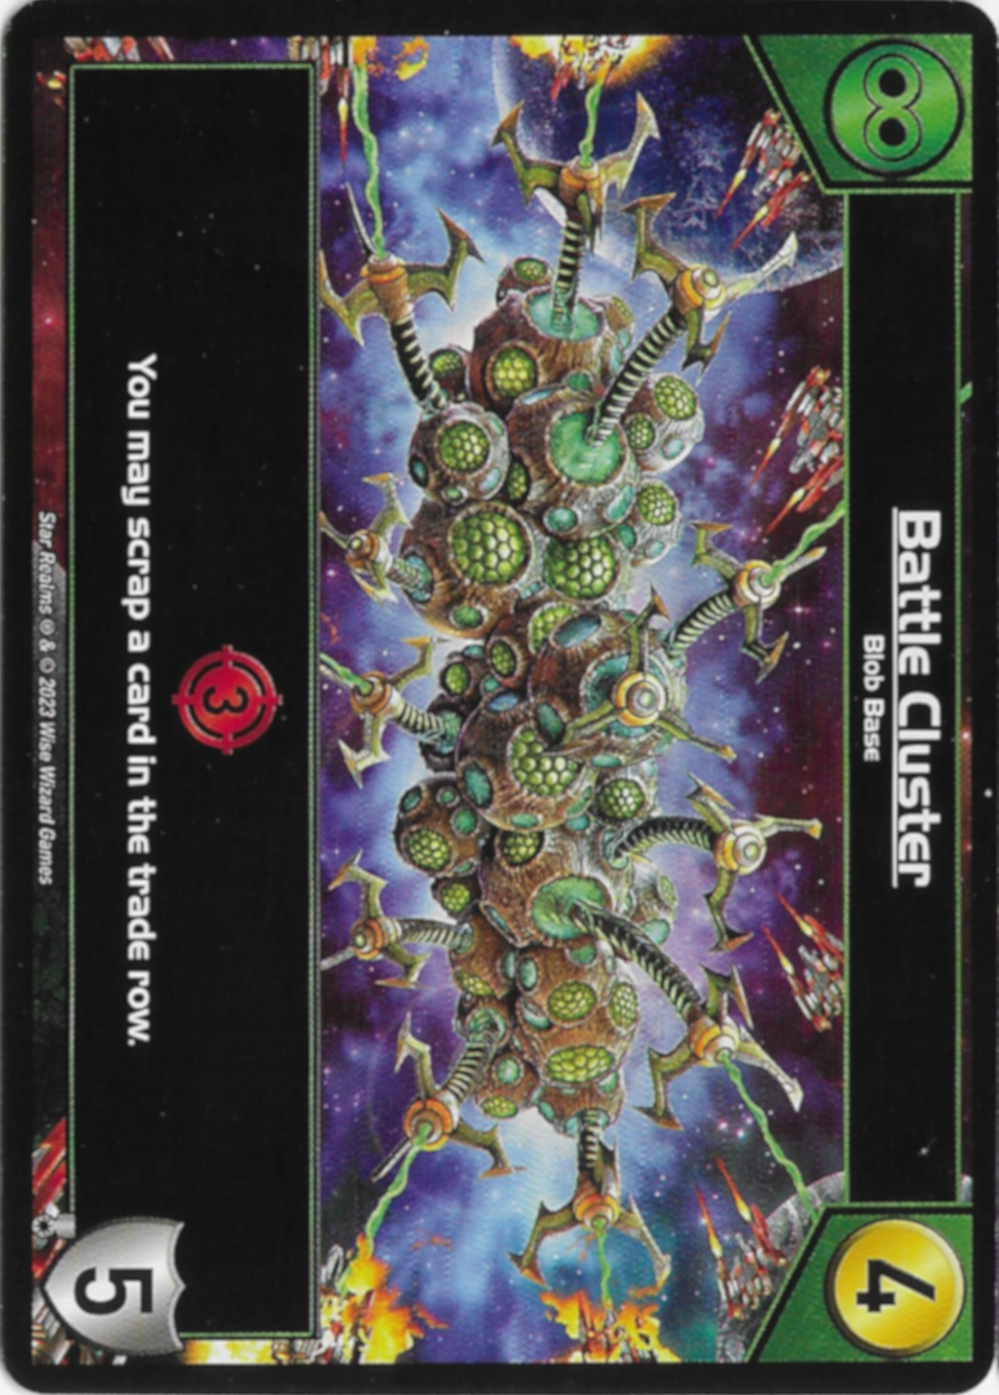 Battle Cluster
4
Blob Base
3
You may scrap a card in the trade row.
5
Star Realms ® & © 2023 Wise Wizard Games